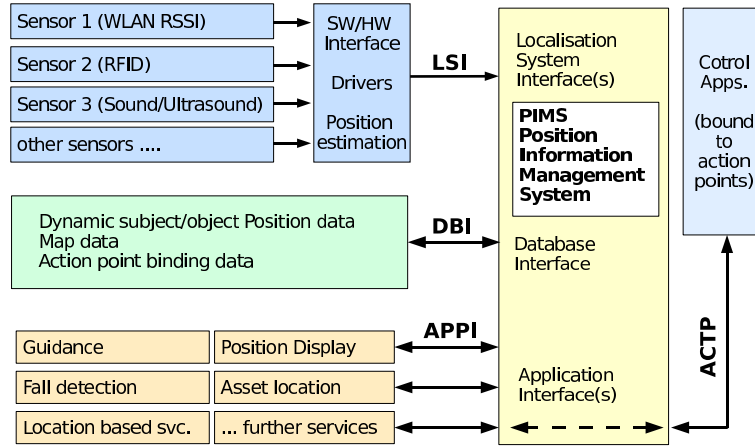 Sensor 1 (WLAN RSSI)
Sensor 2 (RFID)
Sensor 3 (Sound/Ultrasound)
other sensors ....
SW/HW
Interface
Drivers
Position
estimation
LSI
Localisation
System
Interface(s)
PIMS
Position
Information
Management
System
Cotrol
Apps.
(bound
to
action
points)
Dynamic subject/object Position data
Map data
Action point binding data
DBI
Database
Interface
APPI
Guidance
Position Display
Fall detection
Asset location
Location based svc.
... further services
Application
Interface(s)
ACTP